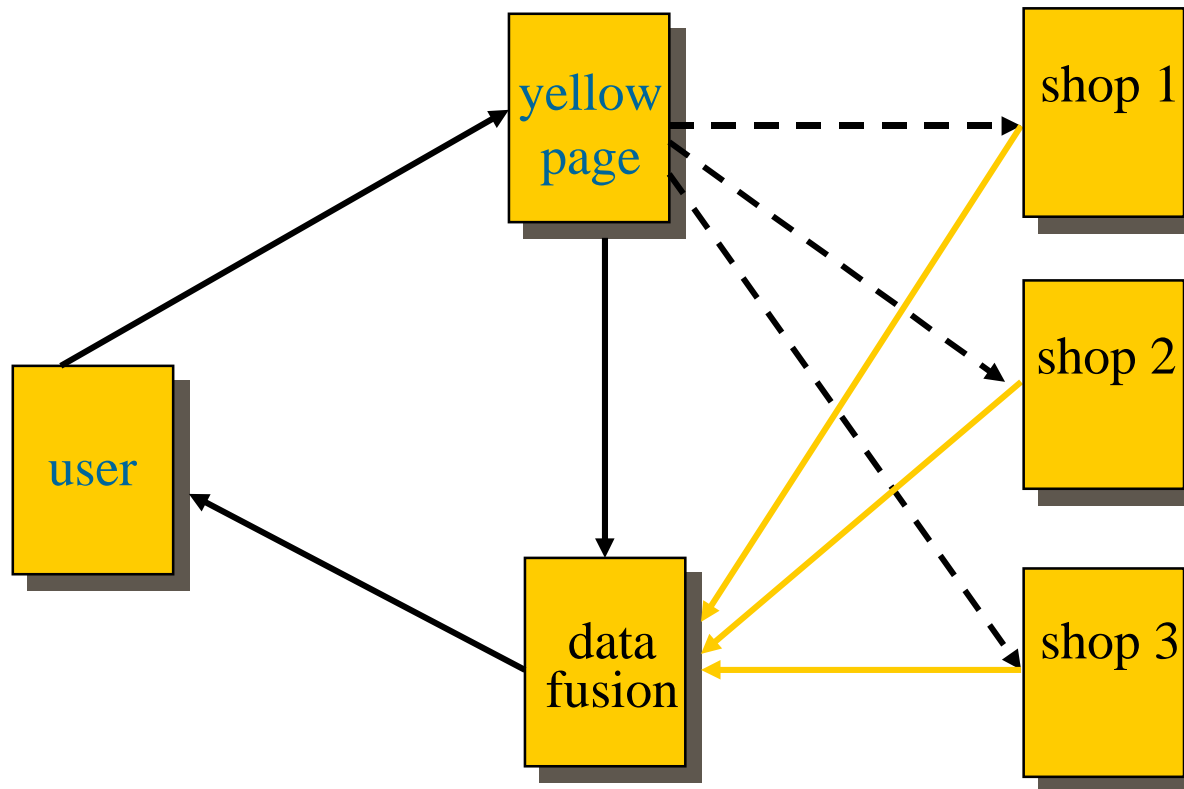 yellow
page
shop 1
shop 2
user
data
fusion
shop 3